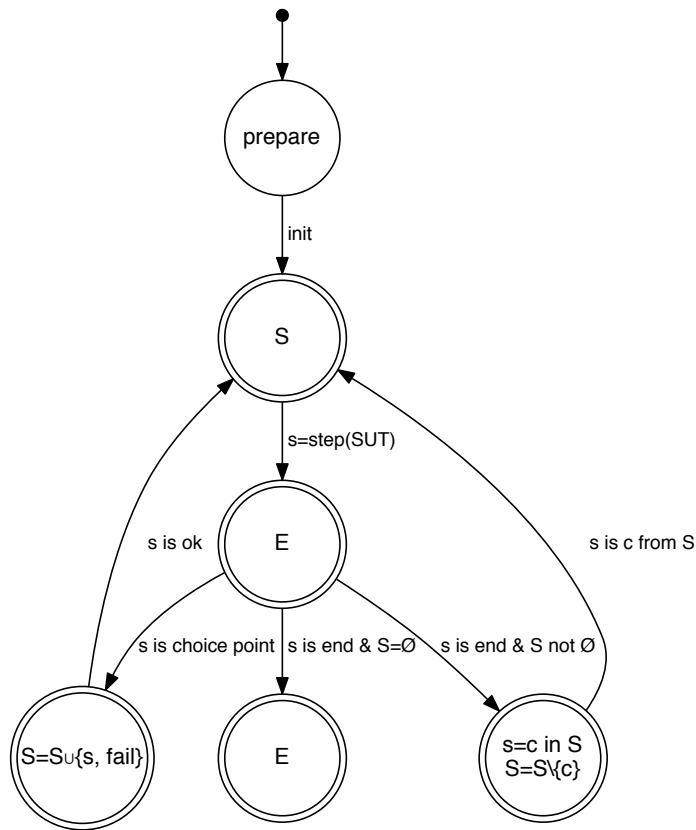 prepare
init
S
s=step(SUT)
E
s is ok
s is c from S
s is choice point
s is end & S=Ø
s is end & S not Ø
S=S∪{s, fail}
E
s=c in S
S=S\{c}